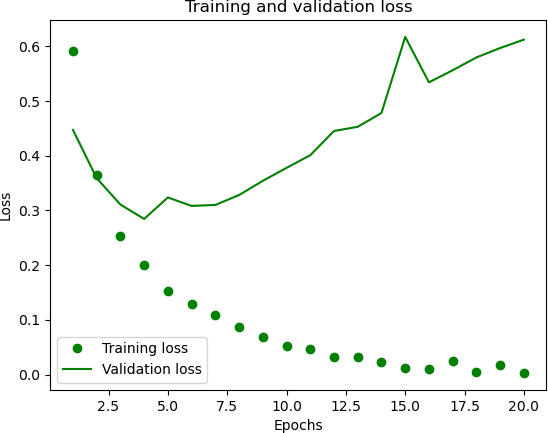 Training and validation loss
Loss
0.6
0.5
0.4
0.3
0.2
0.1
0.0
Training loss
Validation loss
2.5 5.0 7.5 10.0 12.5 15.0 17.5 20.0
Epochs